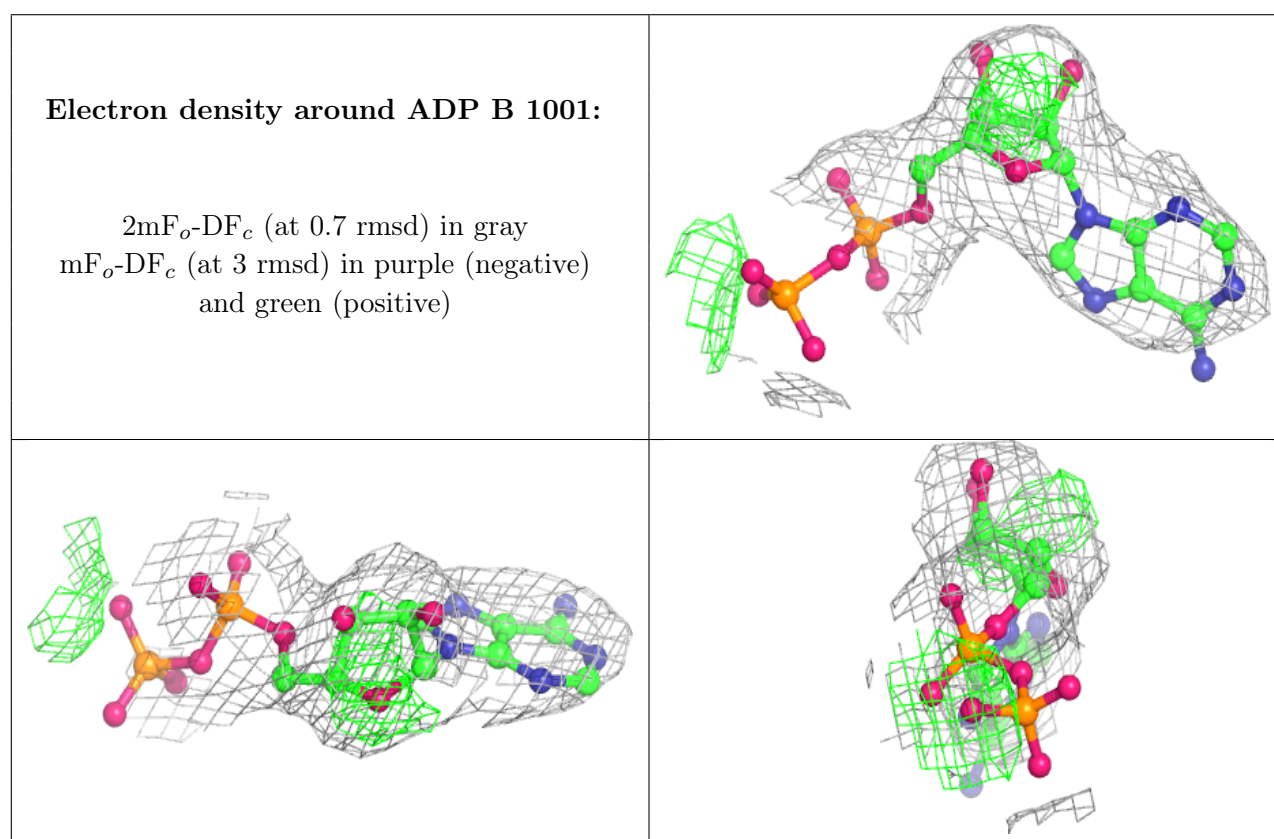 Electron density around ADP B 1001:
2mFo-DFc (at 0.7 rmsd) in gray
mFo-DFc (at 3 rmsd) in purple (negative)
and green (positive)